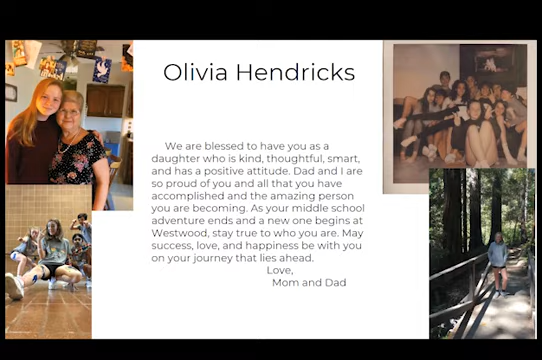 Olivia Hendricks
We are blessed to have you as a
daughter who is kind, thoughtful, smart,
and has a positive attitude. Dad and I are
so proud of you and all that you have
accomplished and the amazing person
you are becoming. As your middle school
adventure ends and a new one begins at
Westwood, stay true to who you are. May
success, love, and happiness be with you
on your journey that lies ahead.
Love,
Mom and Dad